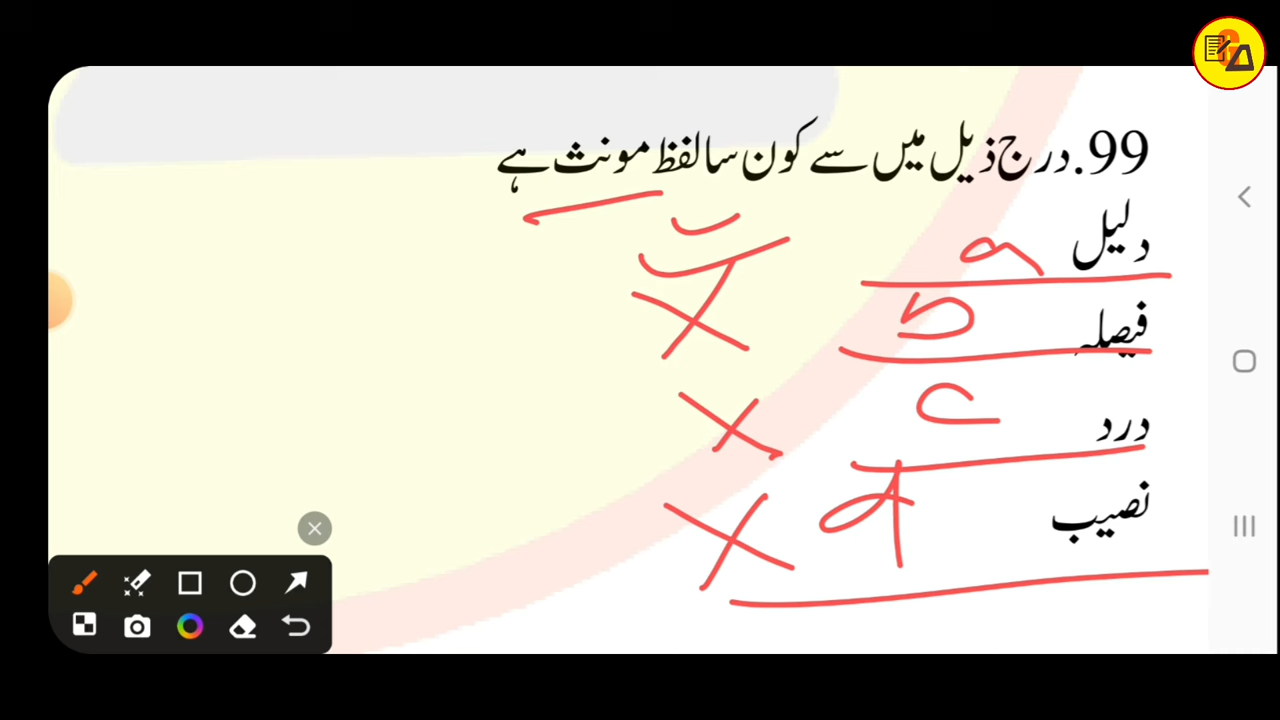 99. درج ذیل میں سے کون سا لفظ مونث ہے
دلیل a
فیصلہ b
درد c
نصیب d